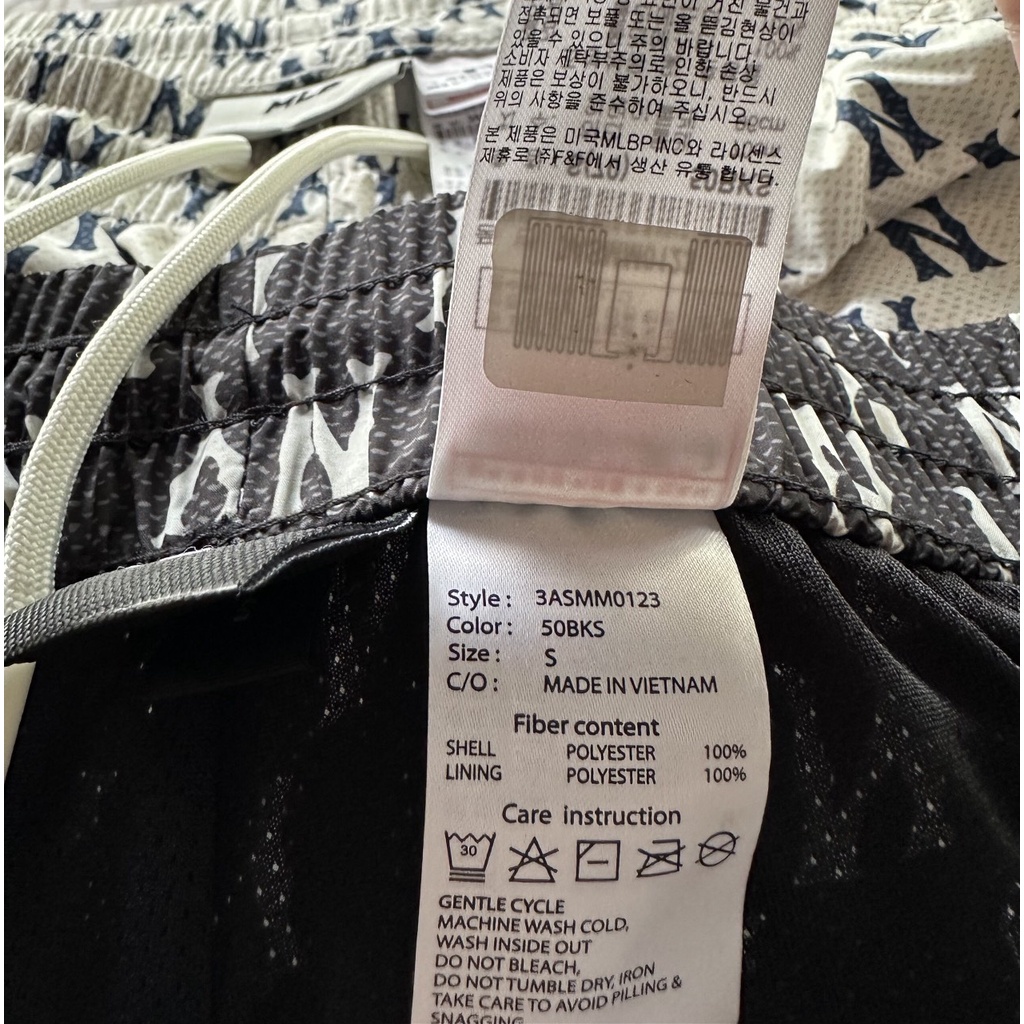 접촉되면 보풀 또는 올 뜯김현상이
있을수 있으니 주의 바랍니다.
소비자 세탁부주의로 인한 손상
제품은 보상이 불가하오니, 반드시
위의 사항을 준수하여 주십시오.
본 제품은 미국MLBP INC와 라이센스
제휴로 ㈜F&F에서 생산 유통 합니다.
Style : 3ASMM0123
Color : 50BKS
Size : S
C/O : MADE IN VIETNAM
Fiber content
SHELL POLYESTER 100%
LINING POLYESTER 100%
Care instruction
30
GENTLE CYCLE
MACHINE WASH COLD,
WASH INSIDE OUT
DO NOT BLEACH,
DO NOT TUMBLE DRY, IRON
TAKE CARE TO AVOID PILLING &
SNAGGING